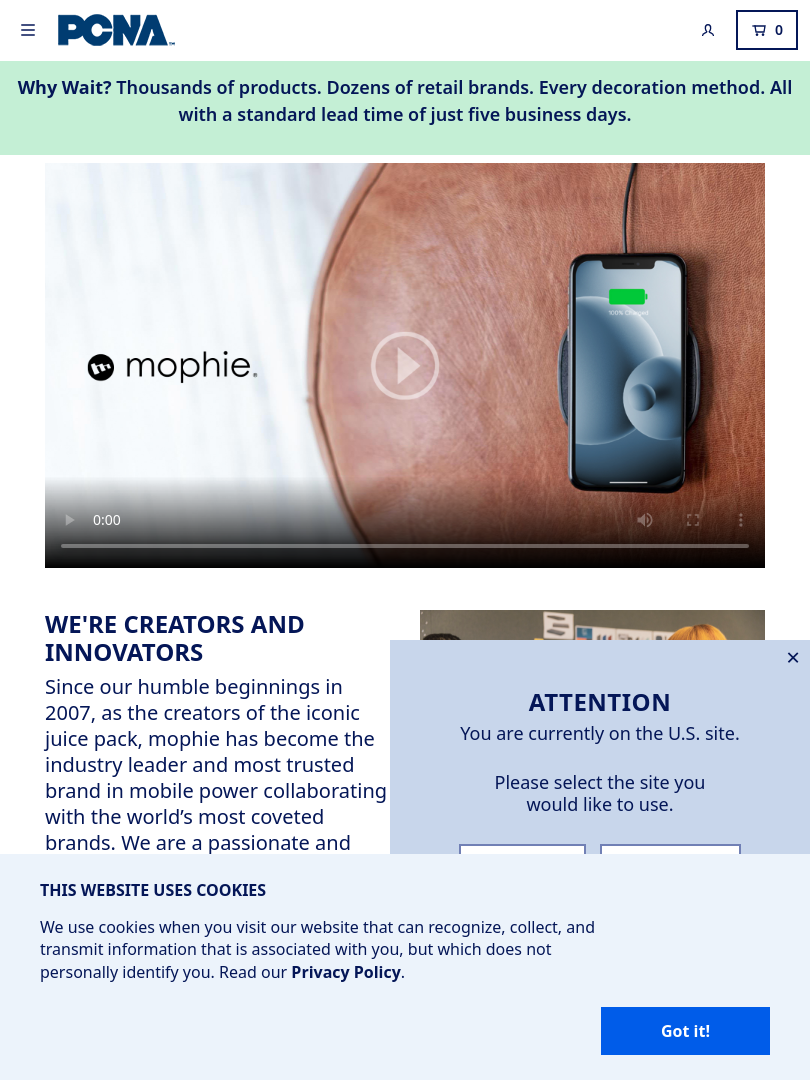 PCNA
0
Why Wait? Thousands of products. Dozens of retail brands. Every decoration method. All
with a standard lead time of just five business days.
mophie
100% Charged
0:00
WE'RE CREATORS AND
INNOVATORS
Since our humble beginnings in
2007, as the creators of the iconic
juice pack, mophie has become the
industry leader and most trusted
brand in mobile power collaborating
with the world’s most coveted
brands. We are a passionate and
ATTENTION
You are currently on the U.S. site.
Please select the site you
would like to use.
THIS WEBSITE USES COOKIES
We use cookies when you visit our website that can recognize, collect, and
transmit information that is associated with you, but which does not
personally identify you. Read our Privacy Policy.
Got it!